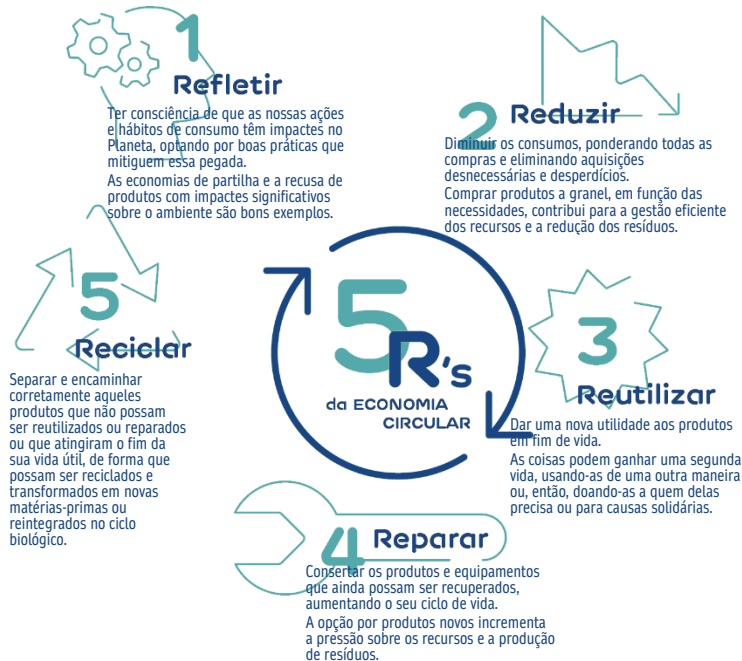 1
Refletir
Ter consciência de que as nossas ações
e hábitos de consumo têm impactes no
Planeta, optando por boas práticas que
mitiguem essa pegada.
As economias de partilha e a recusa de
produtos com impactes significativos
sobre o ambiente são bons exemplos.
2
Reduzir
Diminuir os consumos, ponderando todas as
compras e eliminando aquisições
desnecessárias e desperdícios.
Comprar produtos a granel, em função das
necessidades, contribui para a gestão eficiente
dos recursos e a redução dos resíduos.
5R's
da ECONOMIA
CIRCULAR
3
Reutilizar
Dar uma nova utilidade aos produtos
em fim de vida.
As coisas podem ganhar uma segunda
vida, usando-as de uma outra maneira
ou, então, doando-as a quem delas
precisa ou para causas solidárias.
4
Reparar
Consertar os produtos e equipamentos
que ainda possam ser recuperados,
aumentando o seu ciclo de vida.
A opção por produtos novos incrementa
a pressão sobre os recursos e a produção
de resíduos.
5
Reciclar
Separar e encaminhar
corretamente aqueles
produtos que não possam
ser reutilizados ou reparados
ou que atingiram o fim da
sua vida útil, de forma que
possam ser reciclados e
transformados em novas
matérias-primas ou
reintegrados no ciclo
biológico.